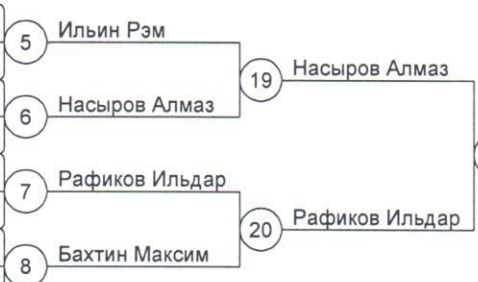 5 Ильин Рэм
19 Насыров Алмаз
6 Насыров Алмаз
7 Рафиков Ильдар
20 Рафиков Ильдар
8 Бахтин Максим